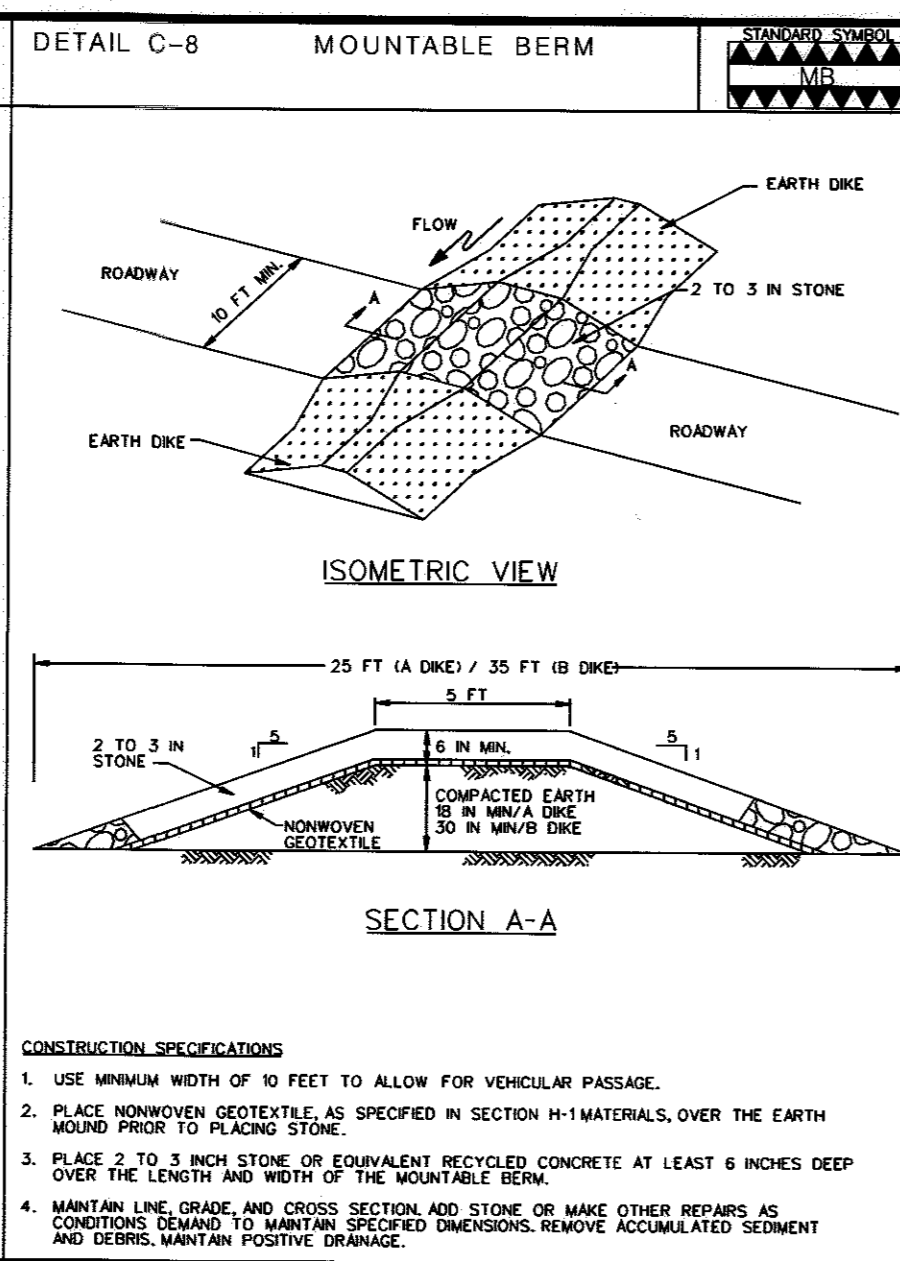 DETAIL C-8 MOUNTABLE BERM
STANDARD SYMBOL
MB
EARTH DIKE
FLOW
ROADWAY
10 FT MIN.
A
2 TO 3 IN STONE
A
EARTH DIKE
ROADWAY
ISOMETRIC VIEW
25 FT (A DIKE) / 35 FT (B DIKE)
5 FT
2 TO 3 IN
STONE
5
1
6 IN MIN.
5
1
COMPACTED EARTH
18 IN MIN/A DIKE
30 IN MIN/B DIKE
NONWOVEN
GEOTEXTILE
SECTION A-A
CONSTRUCTION SPECIFICATIONS
1. USE MINIMUM WIDTH OF 10 FEET TO ALLOW FOR VEHICULAR PASSAGE.
2. PLACE NONWOVEN GEOTEXTILE, AS SPECIFIED IN SECTION H-1 MATERIALS, OVER THE EARTH
MOUND PRIOR TO PLACING STONE.
3. PLACE 2 TO 3 INCH STONE OR EQUIVALENT RECYCLED CONCRETE AT LEAST 6 INCHES DEEP
OVER THE LENGTH AND WIDTH OF THE MOUNTABLE BERM.
4. MAINTAIN LINE, GRADE, AND CROSS SECTION. ADD STONE OR MAKE OTHER REPAIRS AS
CONDITIONS DEMAND TO MAINTAIN SPECIFIED DIMENSIONS. REMOVE ACCUMULATED SEDIMENT
AND DEBRIS. MAINTAIN POSITIVE DRAINAGE.